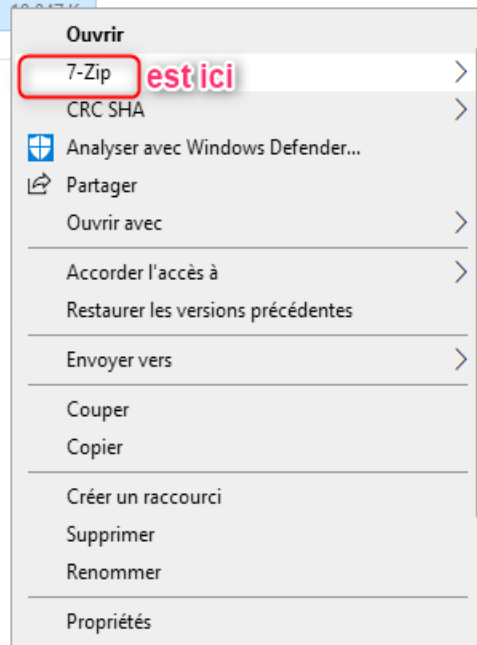 Ouvrir
7-Zip est ici
CRC SHA
Analyser avec Windows Defender...
Partager
Ouvrir avec
Accorder l'accès à
Restaurer les versions précédentes
Envoyer vers
Couper
Copier
Créer un raccourci
Supprimer
Renommer
Propriétés